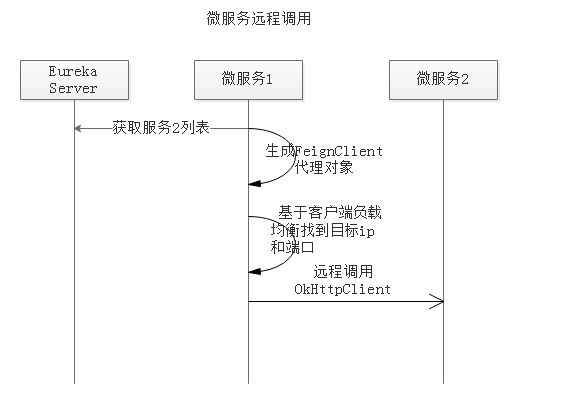 微服务远程调用
Eureka
Server
微服务1
微服务2
获取服务2列表
生成FeignClient
代理对象
基于客户端负载
均衡找到目标ip
和端口
远程调用
OkHttpClient